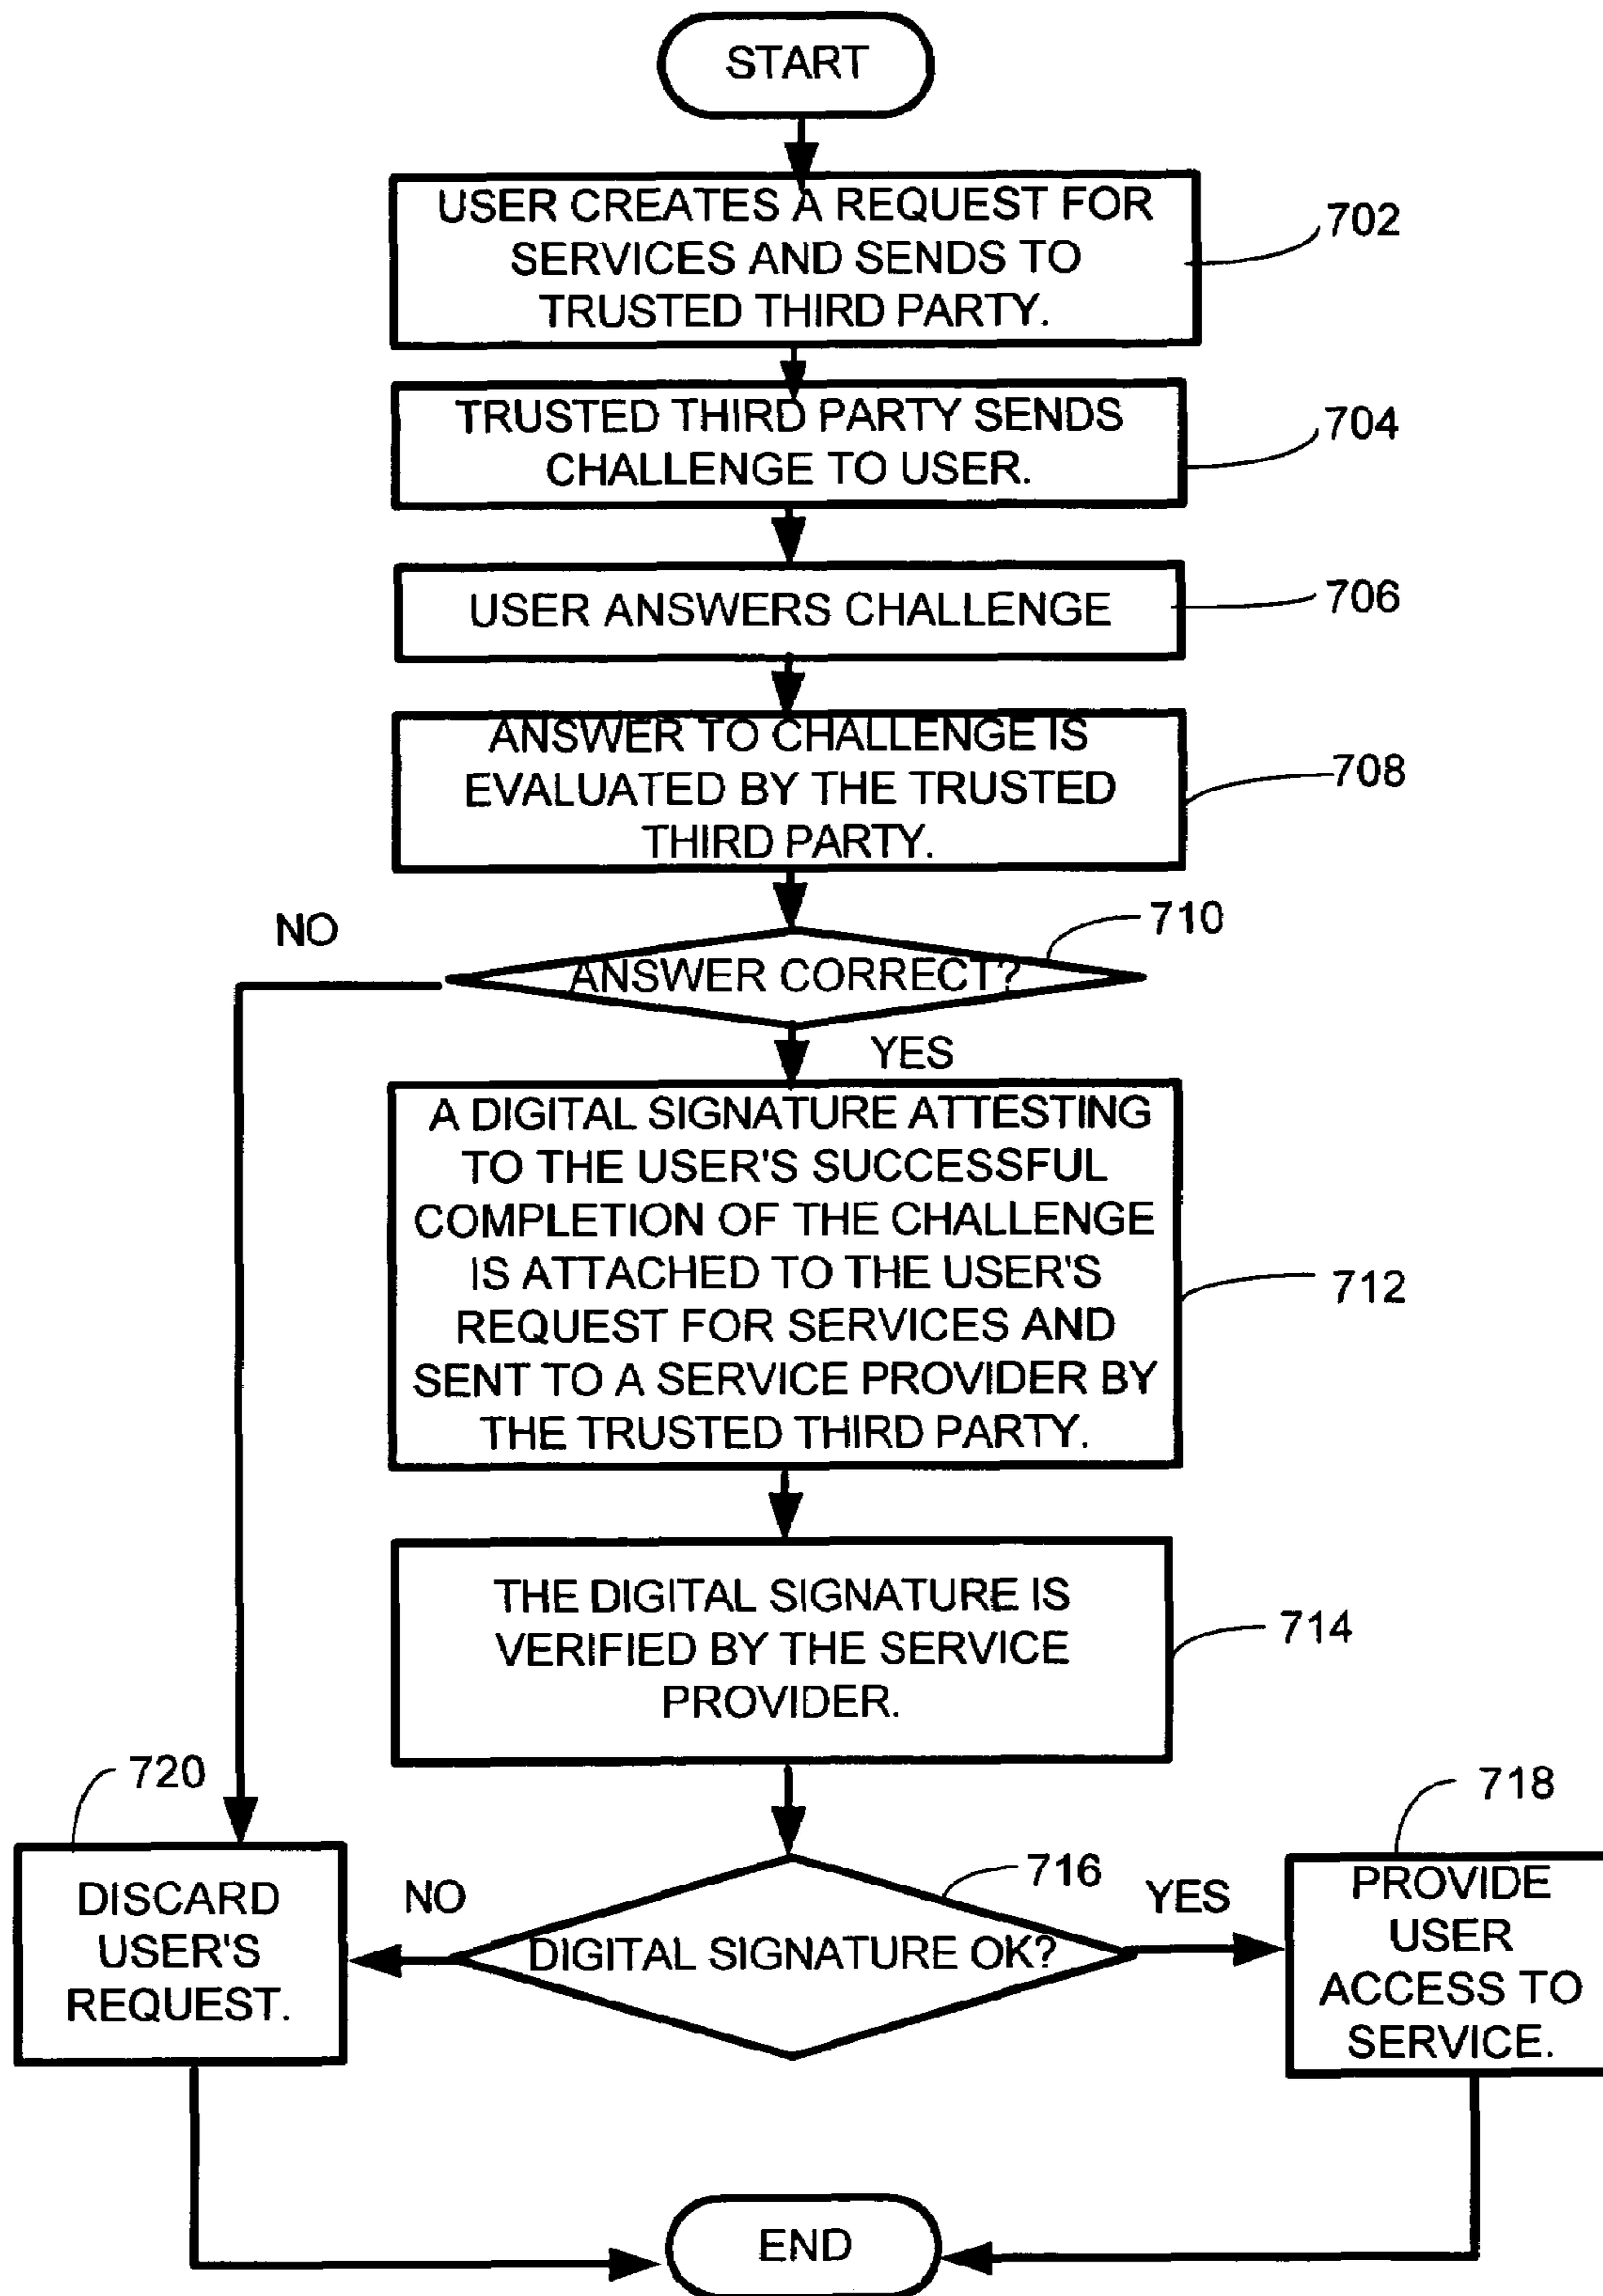 START
USER CREATES A REQUEST FOR
SERVICES AND SENDS TO
TRUSTED THIRD PARTY.
702
TRUSTED THIRD PARTY SENDS
CHALLENGE TO USER.
704
USER ANSWERS CHALLENGE
706
ANSWER TO CHALLENGE IS
EVALUATED BY THE TRUSTED
THIRD PARTY.
708
NO
710
ANSWER CORRECT?
YES
A DIGITAL SIGNATURE ATTESTING
TO THE USER'S SUCCESSFUL
COMPLETION OF THE CHALLENGE
IS ATTACHED TO THE USER'S
REQUEST FOR SERVICES AND
SENT TO A SERVICE PROVIDER BY
THE TRUSTED THIRD PARTY.
712
THE DIGITAL SIGNATURE IS
VERIFIED BY THE SERVICE
PROVIDER.
714
720
DISCARD
USER'S
REQUEST.
NO
716
DIGITAL SIGNATURE OK?
YES
718
PROVIDE
USER
ACCESS TO
SERVICE.
END